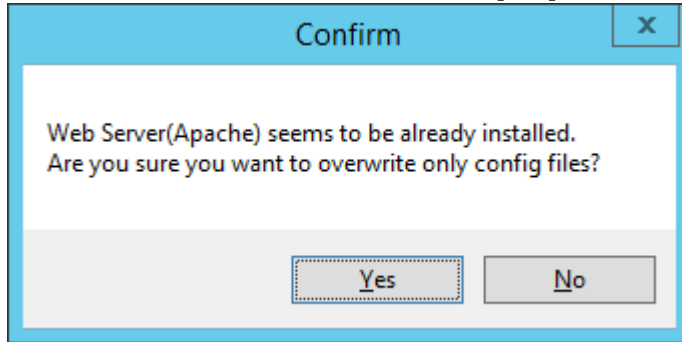 Confirm
x
Web Server(Apache) seems to be already installed.
Are you sure you want to overwrite only config files?
Yes
No